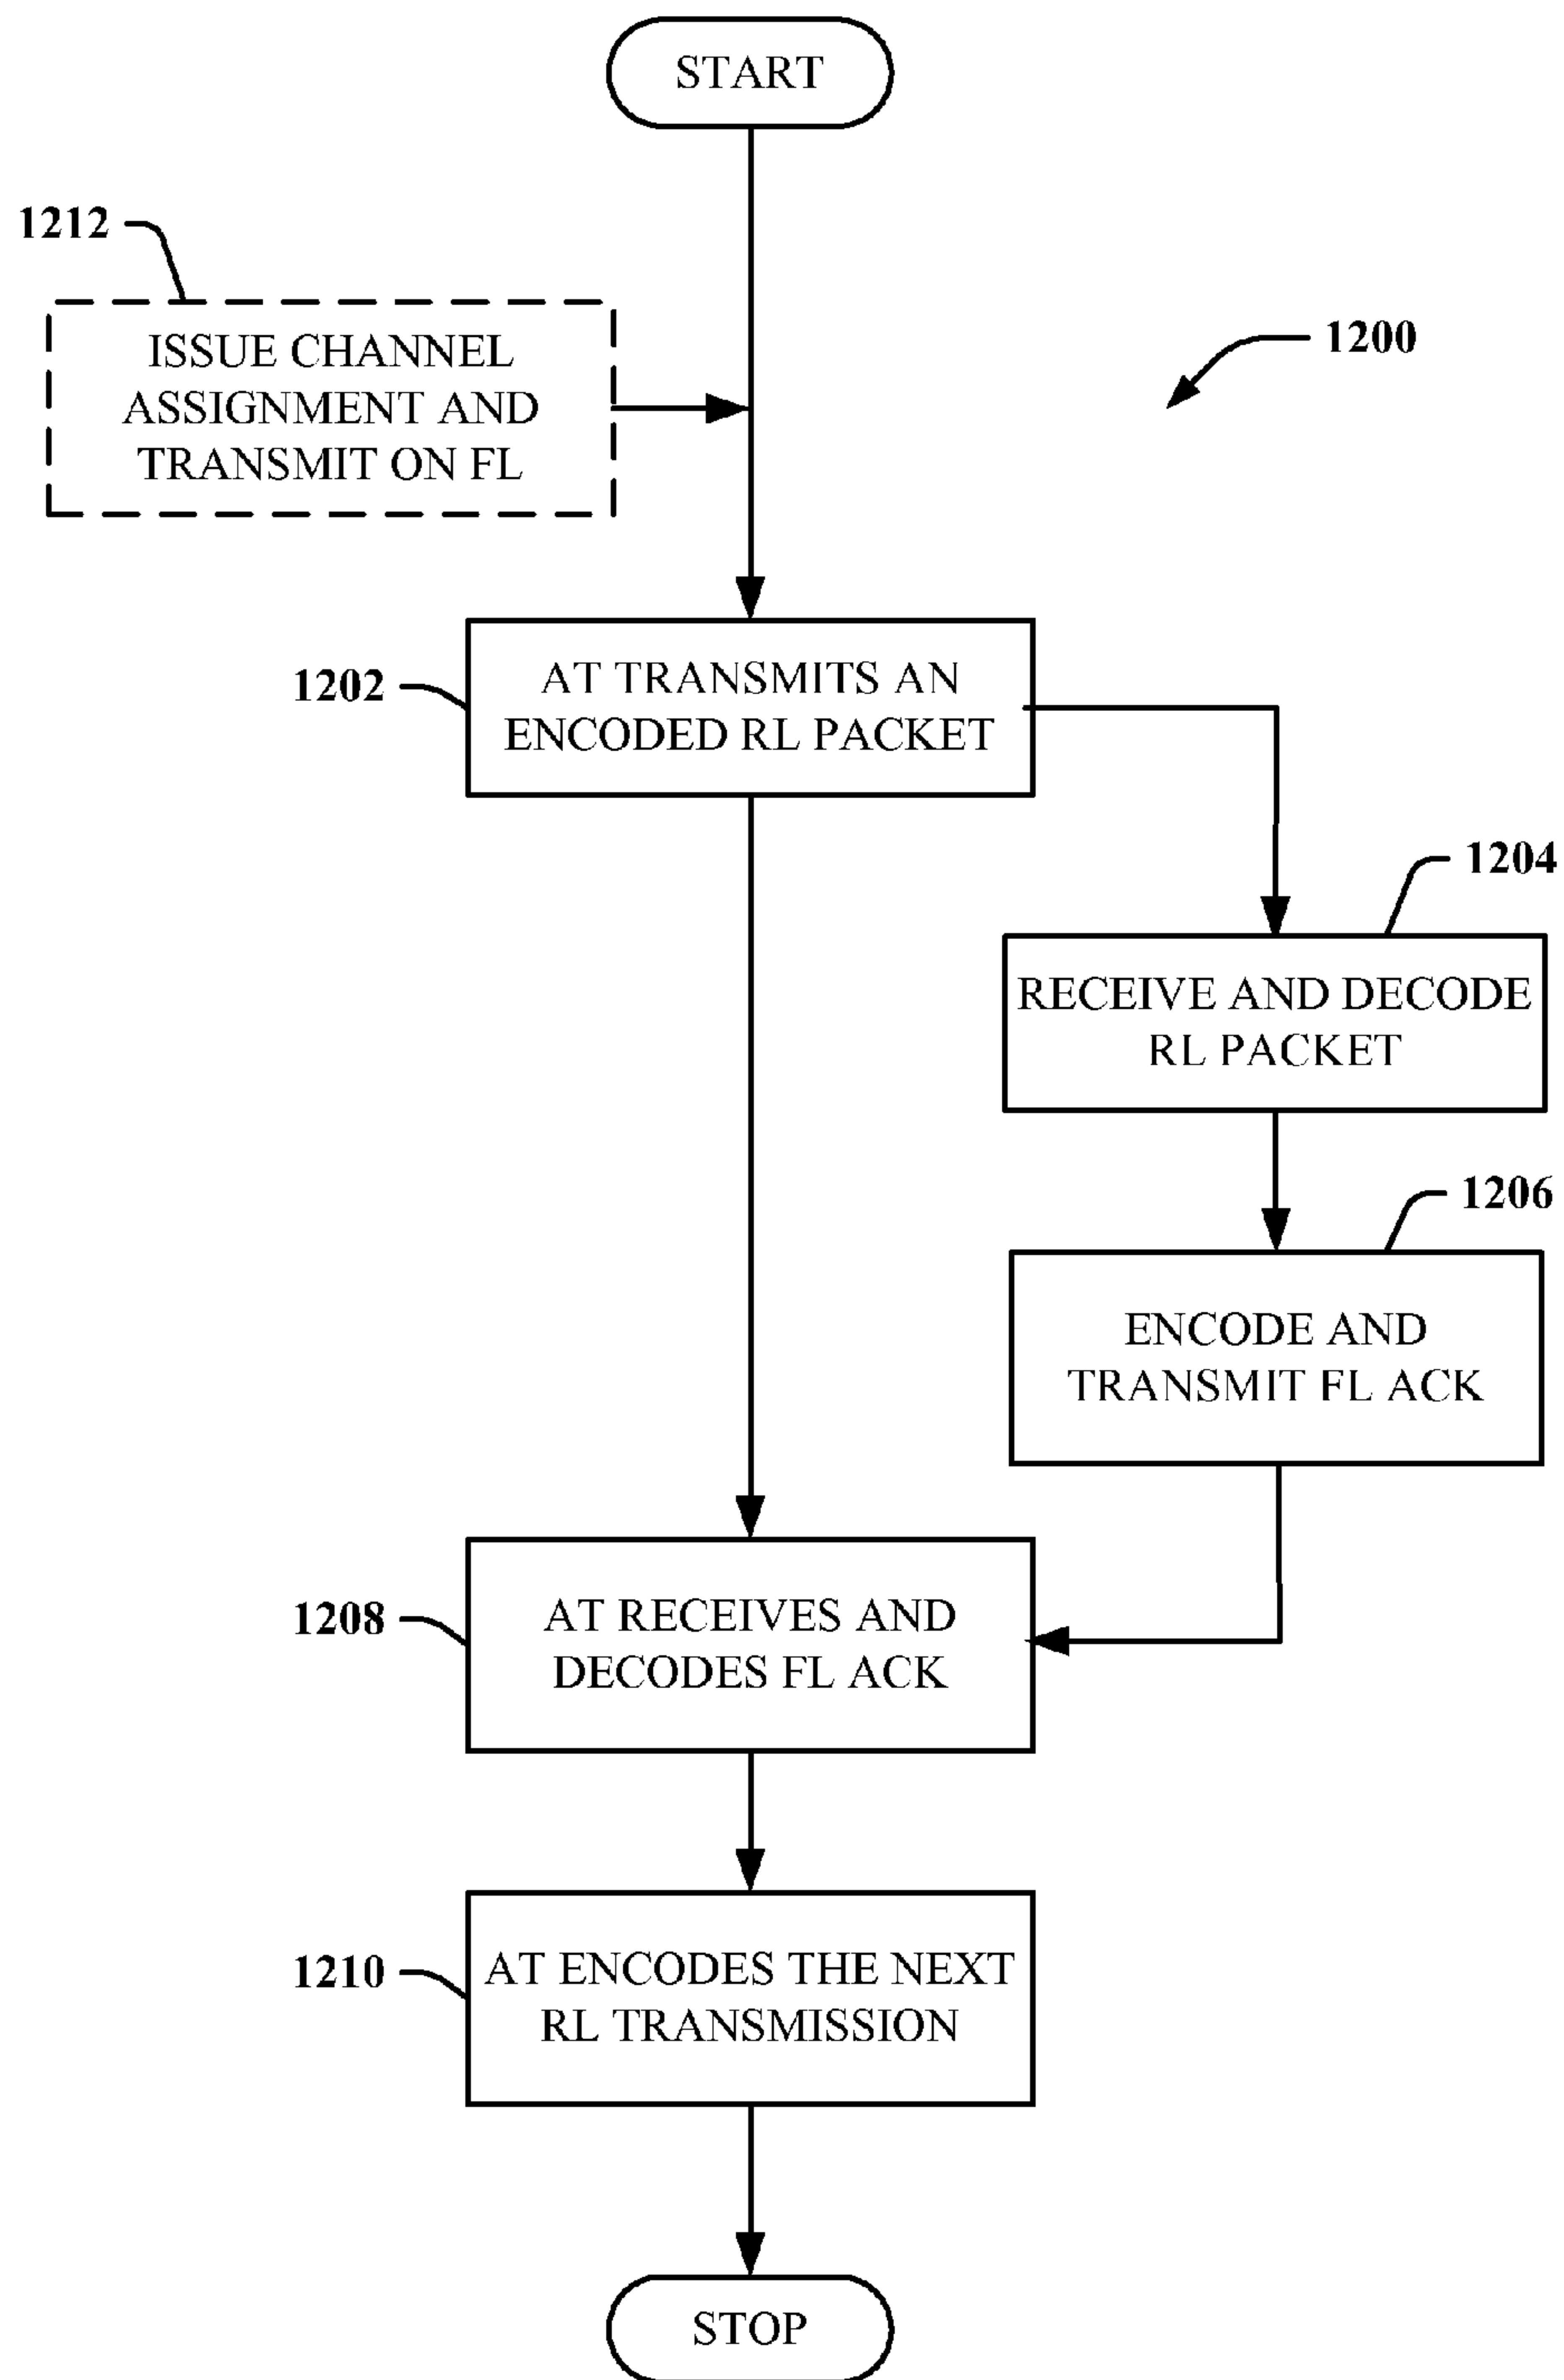 START
1212
ISSUE CHANNEL
ASSIGNMENT AND
TRANSMIT ON FL
1200
1202
AT TRANSMITS AN
ENCODED RL PACKET
1204
RECEIVE AND DECODE
RL PACKET
1206
ENCODE AND
TRANSMIT FL ACK
1208
AT RECEIVES AND
DECODES FL ACK
1210
AT ENCODES THE NEXT
RL TRANSMISSION
STOP